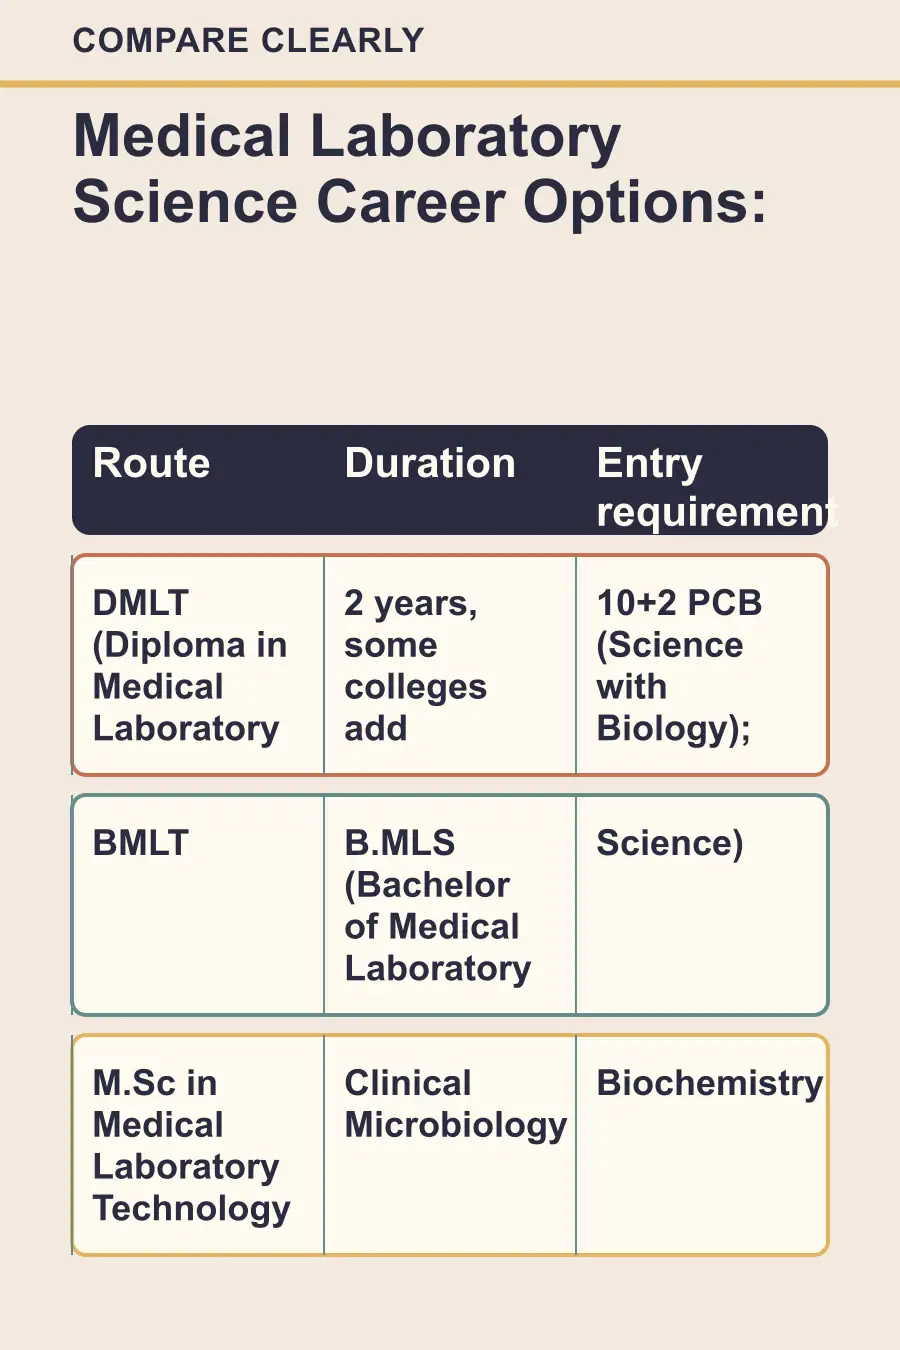 COMPARE CLEARLY
Medical Laboratory
Science Career Options:
Route
Duration
Entry
requirement
DMLT
(Diploma in
Medical
Laboratory
2 years,
some
colleges
add
10+2 PCB
(Science
with
Biology);
BMLT
B.MLS
(Bachelor
of Medical
Laboratory
Science)
M.Sc in
Medical
Laboratory
Technology
Clinical
Microbiology
Biochemistry